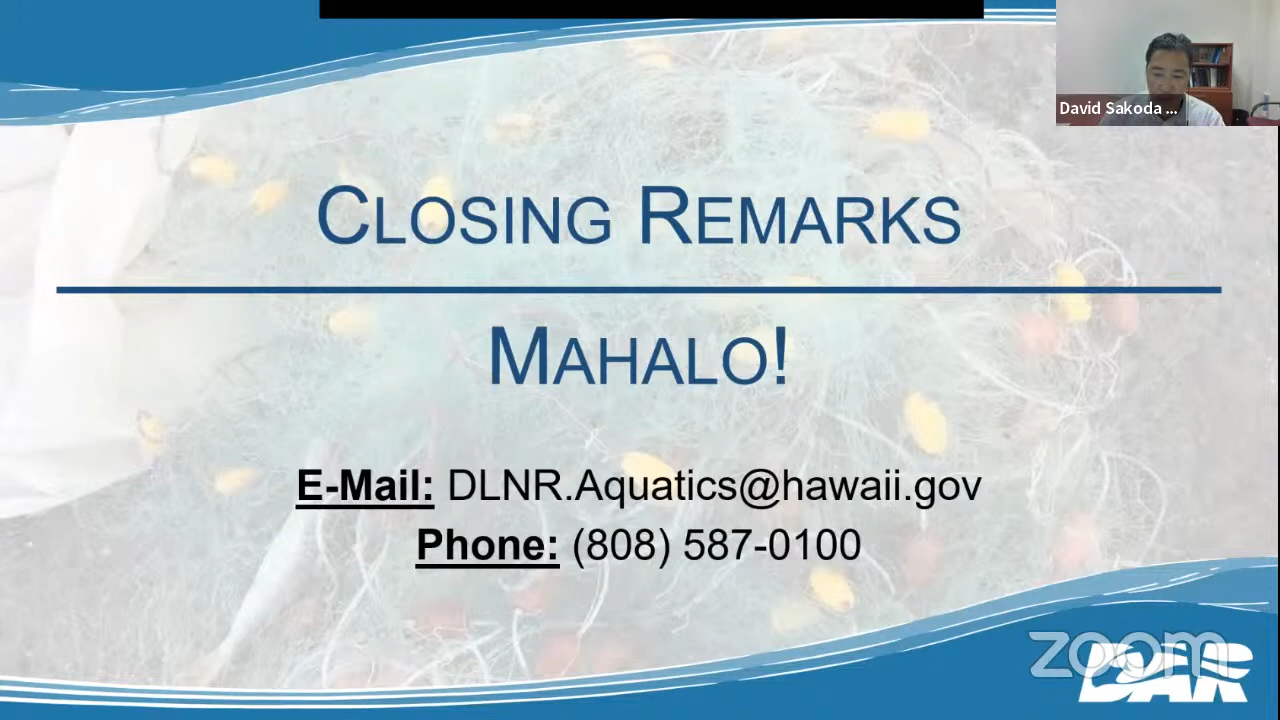 David Sakoda ...
CLOSING REMARKS
MAHALO!
E-Mail: DLNR.Aquatics@hawaii.gov
Phone: (808) 587-0100
zoom
DAR